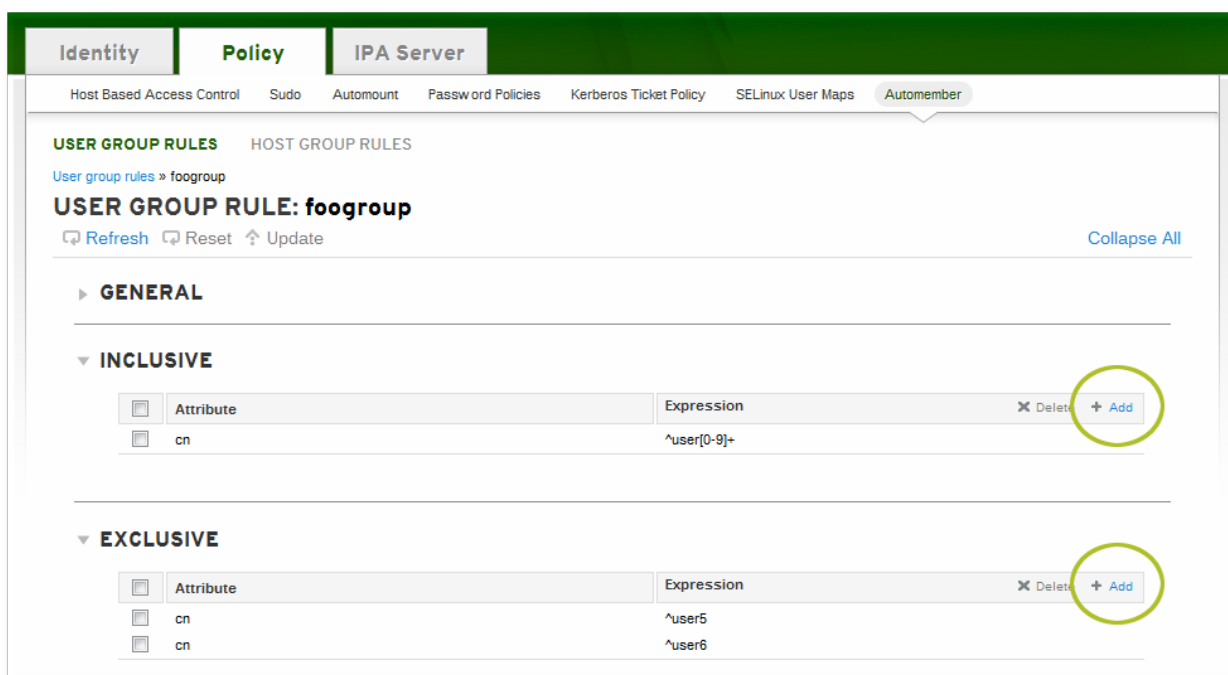 Identity Policy IPA Server
Host Based Access Control Sudo Automount Password Policies Kerberos Ticket Policy SELinux User Maps Automember
USER GROUP RULES HOST GROUP RULES
User group rules » foogroup
USER GROUP RULE: foogroup
Refresh Reset Update Collapse All
GENERAL
INCLUSIVE
Attribute Expression Delete + Add
cn ^user[0-9]+
EXCLUSIVE
Attribute Expression Delete + Add
cn ^user5
cn ^user6